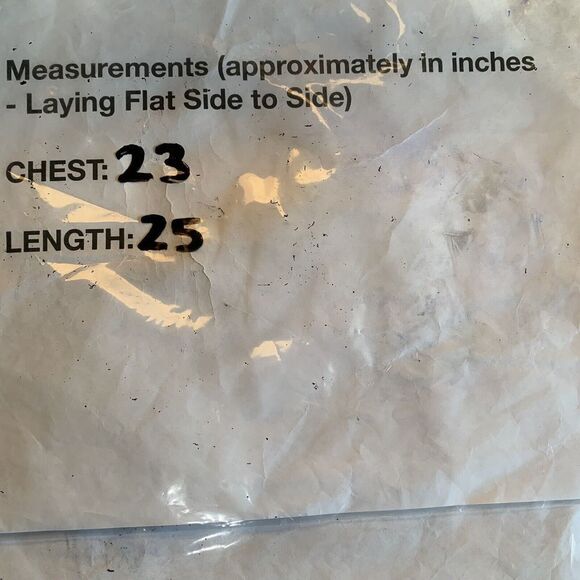 Measurements (approximately in inches
- Laying Flat Side to Side)
CHEST: 23
LENGTH: 25